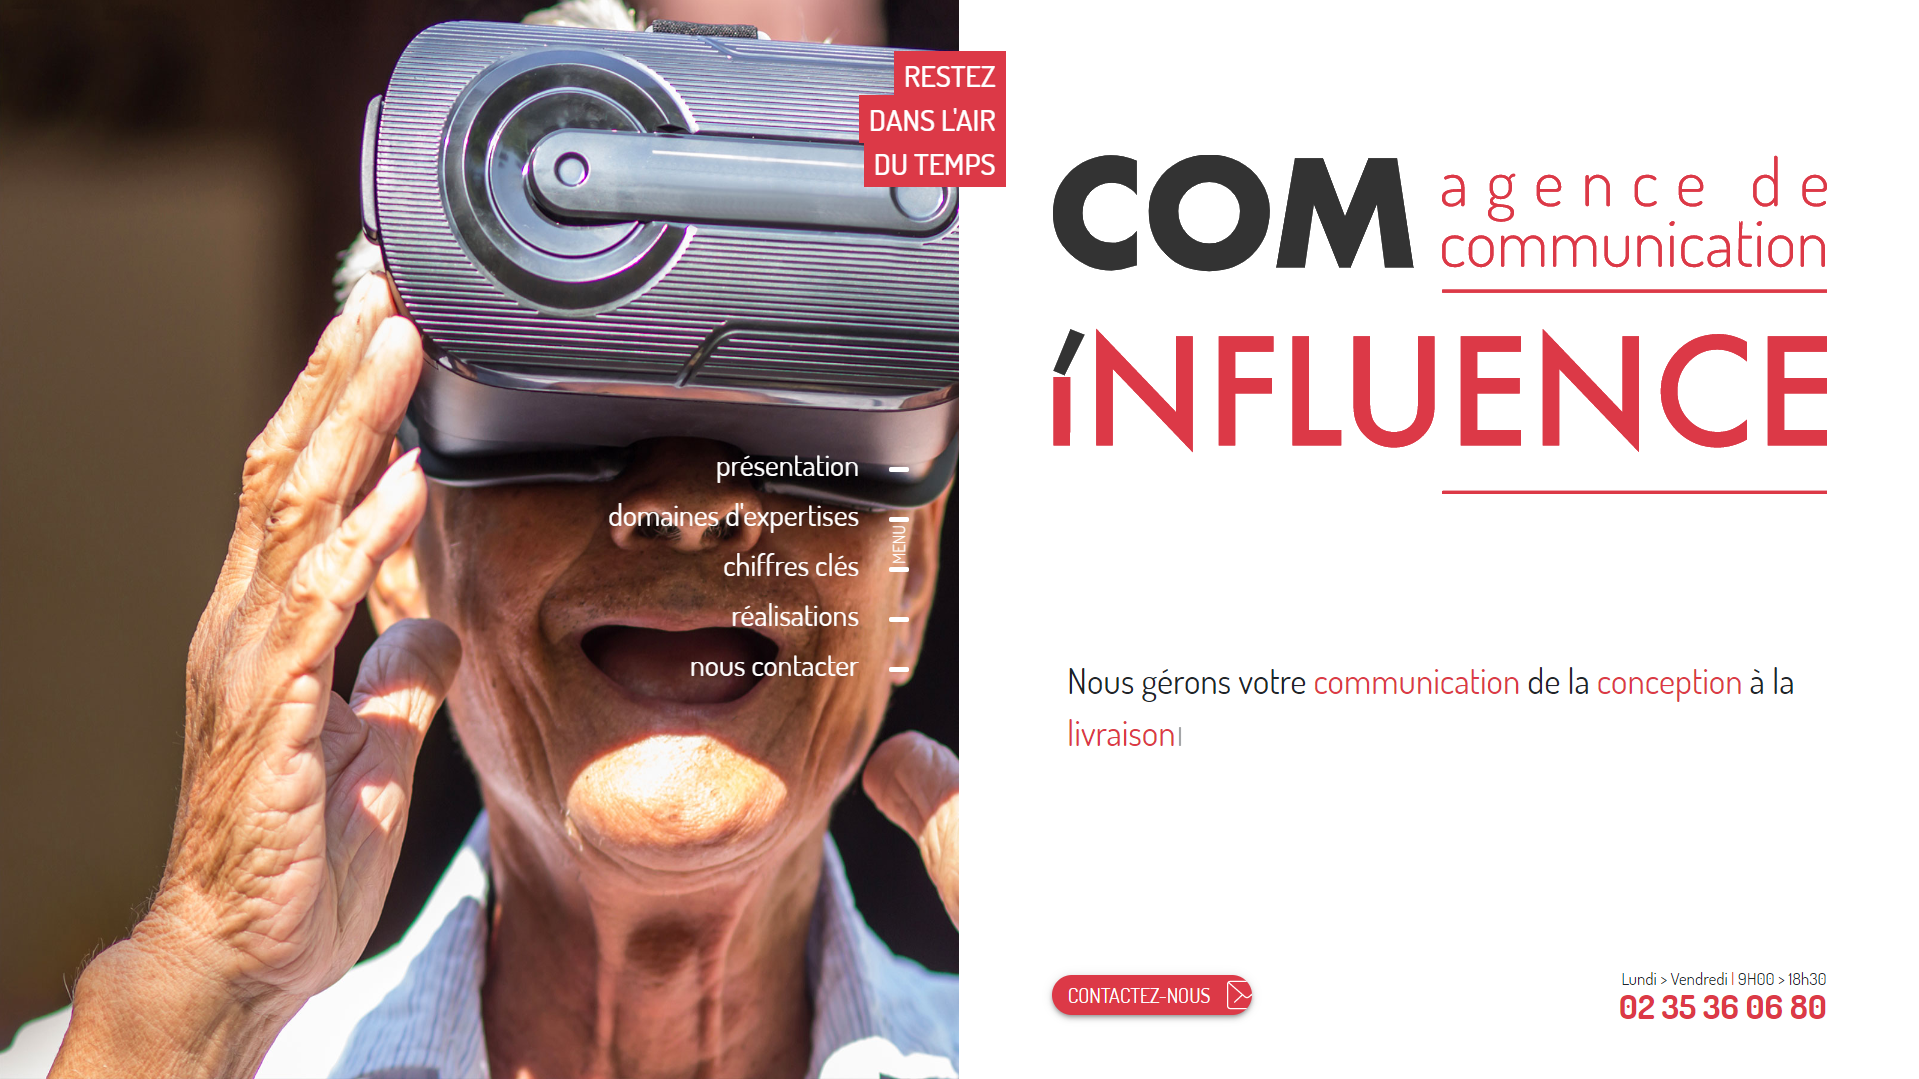 RESTEZ
DANS L'AIR
DU TEMPS
présentation
domaines d'expertises
MENU
chiffres clés
réalisations
nous contacter
COM
agence de
communication
iNFLUENCE
Nous gérons votre communication de la conception à la
livraison
CONTACTEZ-NOUS
Lundi > Vendredi | 9H00 > 18h30
02 35 36 06 80